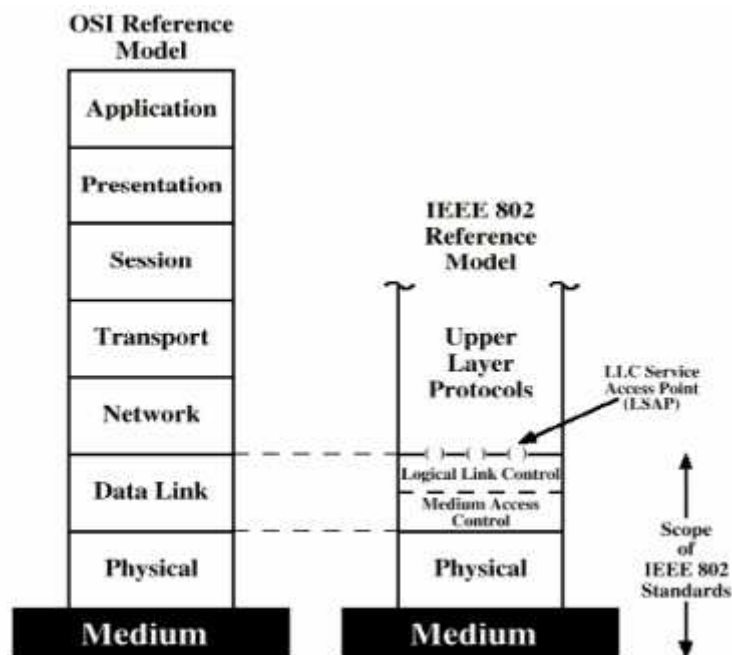 OSI Reference
Model
Application
Presentation
Session
Transport
Network
Data Link
Physical
Medium
IEEE 802
Reference
Model
Upper
Layer
Protocols
LLC Service
Access Point
(LSAP)
Logical Link Control
Medium Access
Control
Physical
Medium
Scope
of
IEEE 802
Standards